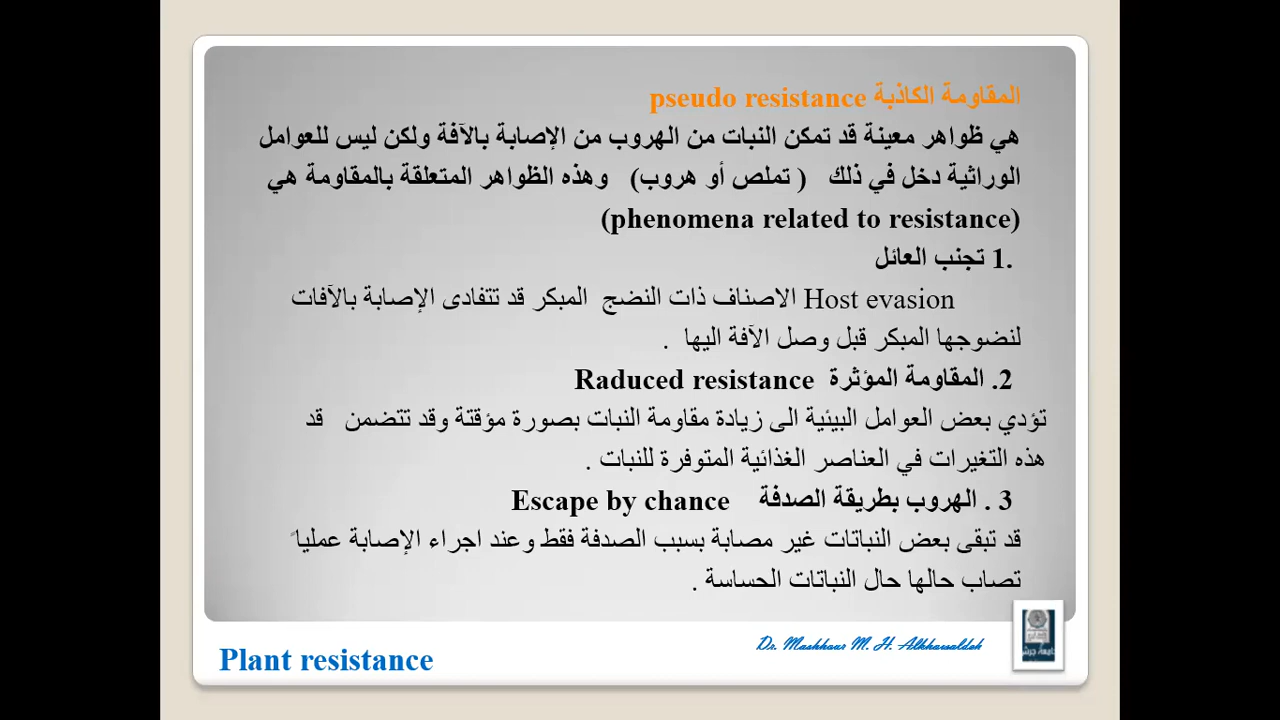 المقاومة الكاذبة pseudo resistance
هي ظواهر معينة قد تمكن النبات من الهروب من الإصابة بالآفة ولكن ليس للعوامل
الوراثية دخل في ذلك ( تملص أو هروب) وهذه الظواهر المتعلقة بالمقاومة هي
(phenomena related to resistance)
1. تجنب العائل
Host evasion الاصناف ذات النضج المبكر قد تتفادى الإصابة بالآفات
لنضوجها المبكر قبل وصل الآفة اليها .
2. المقاومة المؤثرة Raduced resistance
تؤدي بعض العوامل البيئية الى زيادة مقاومة النبات بصورة مؤقتة وقد تتضمن قد
هذه التغيرات في العناصر الغذائية المتوفرة للنبات .
3 . الهروب بطريقة الصدفة Escape by chance
قد تبقى بعض النباتات غير مصابة بسبب الصدفة فقط وعند اجراء الإصابة عملياً
تصاب حالها حال النباتات الحساسة .
Dr. Mashhour M. H. Alkhawaldeh
Plant resistance